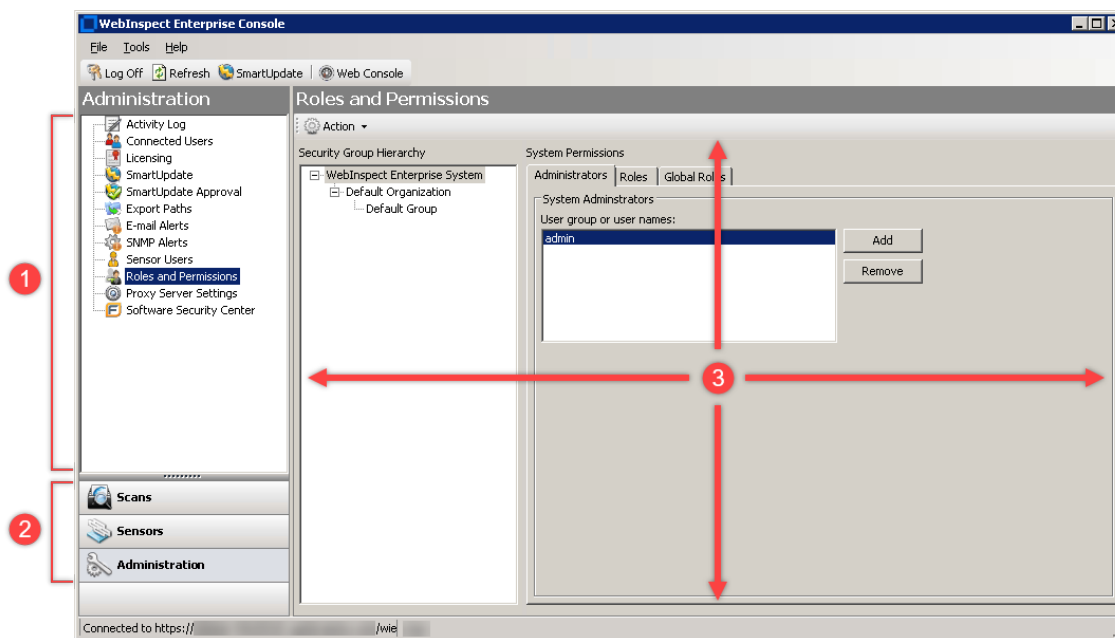 WebInspect Enterprise Console
File Tools Help
Log Off Refresh SmartUpdate Web Console
Administration
Activity Log
Connected Users
Licensing
SmartUpdate
SmartUpdate Approval
Export Paths
E-mail Alerts
SNMP Alerts
Sensor Users
Roles and Permissions
Proxy Server Settings
Software Security Center
1
Scans
Sensors
Administration
2
Roles and Permissions
Action
Security Group Hierarchy
WebInspect Enterprise System
Default Organization
Default Group
System Permissions
Administrators Roles Global Roles
System Adminstrators
User group or user names:
admin
Add
Remove
3
Connected to https:// /wie